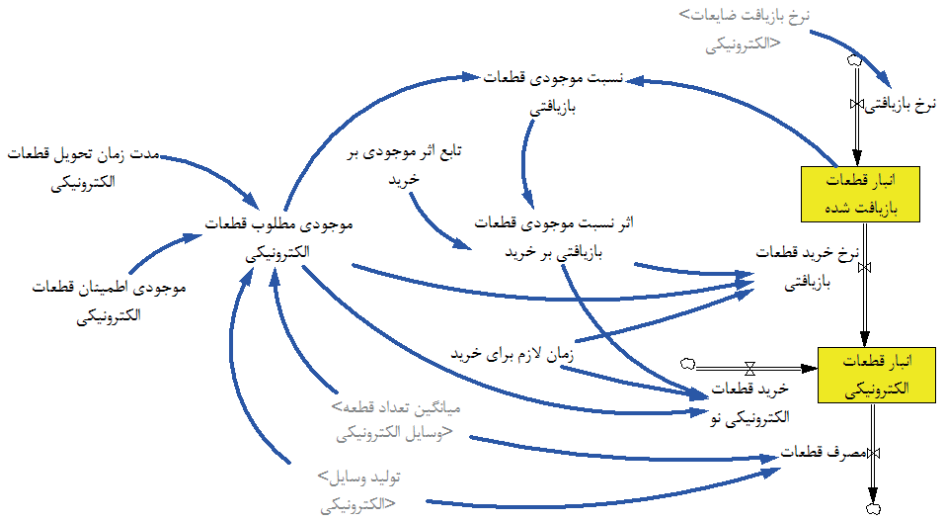 <نرخ بازیافت ضایعات
الکترونیکی>
نرخ بازیافتی
نسبت موجودی قطعات
بازیافتی
تابع اثر موجودی بر
خرید
مدت زمان تحویل قطعات
الکترونیکی
انبار قطعات
بازیافت شده
اثر نسبت موجودی قطعات
بازیافتی بر خرید
موجودی مطلوب قطعات
الکترونیکی
نرخ خرید قطعات
بازیافتی
موجودی اطمینان قطعات
الکترونیکی
زمان لازم برای خرید
انبار قطعات
الکترونیکی
خرید قطعات
الکترونیکی نو
<میانگین تعداد قطعه
وسایل الکترونیکی>
مصرف قطعات
<تولید وسایل
الکترونیکی>